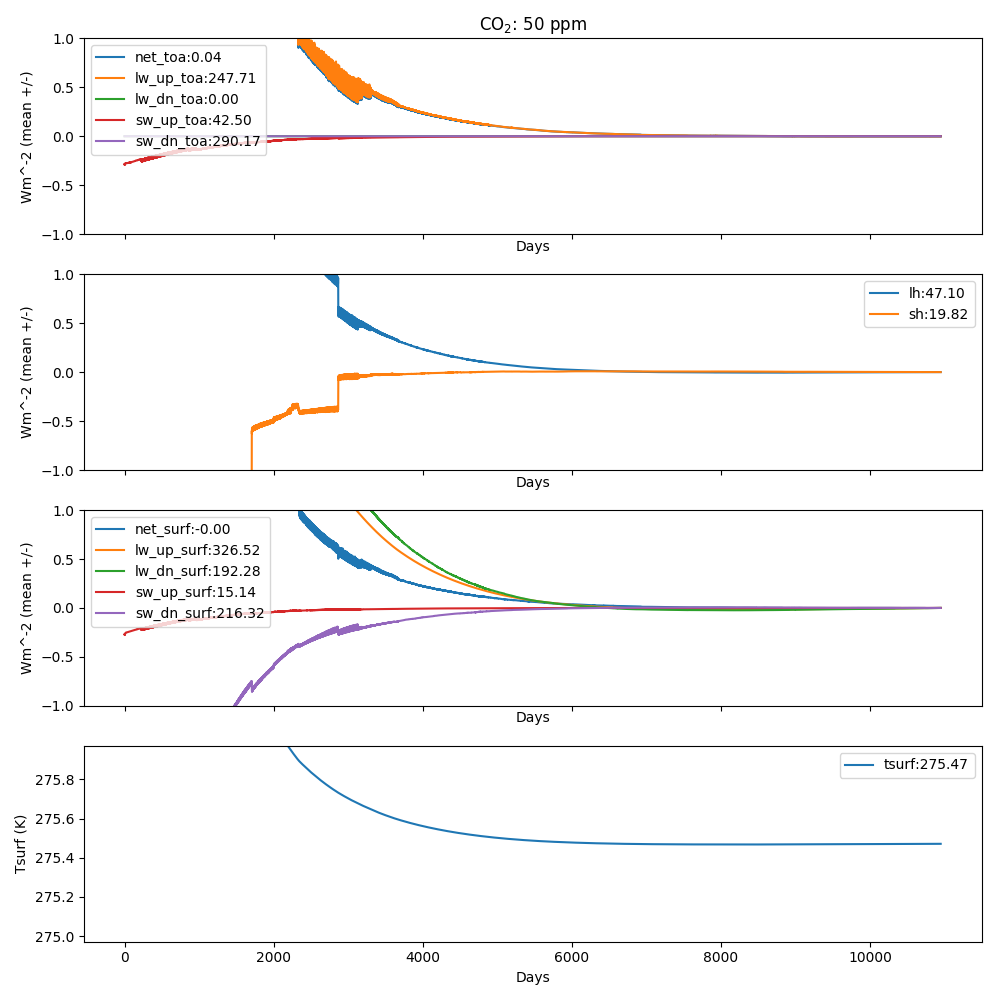 CO₂: 50 ppm
1.0
0.5
0.0
−0.5
−1.0
Wm^-2 (mean +/-)
net_toa:0.04
lw_up_toa:247.71
lw_dn_toa:0.00
sw_up_toa:42.50
sw_dn_toa:290.17
Days
1.0
0.5
0.0
−0.5
−1.0
Wm^-2 (mean +/-)
lh:47.10
sh:19.82
Days
1.0
0.5
0.0
−0.5
−1.0
Wm^-2 (mean +/-)
net_surf:-0.00
lw_up_surf:326.52
lw_dn_surf:192.28
sw_up_surf:15.14
sw_dn_surf:216.32
Days
275.8
275.6
275.4
275.2
275.0
Tsurf (K)
tsurf:275.47
0 2000 4000 6000 8000 10000
Days